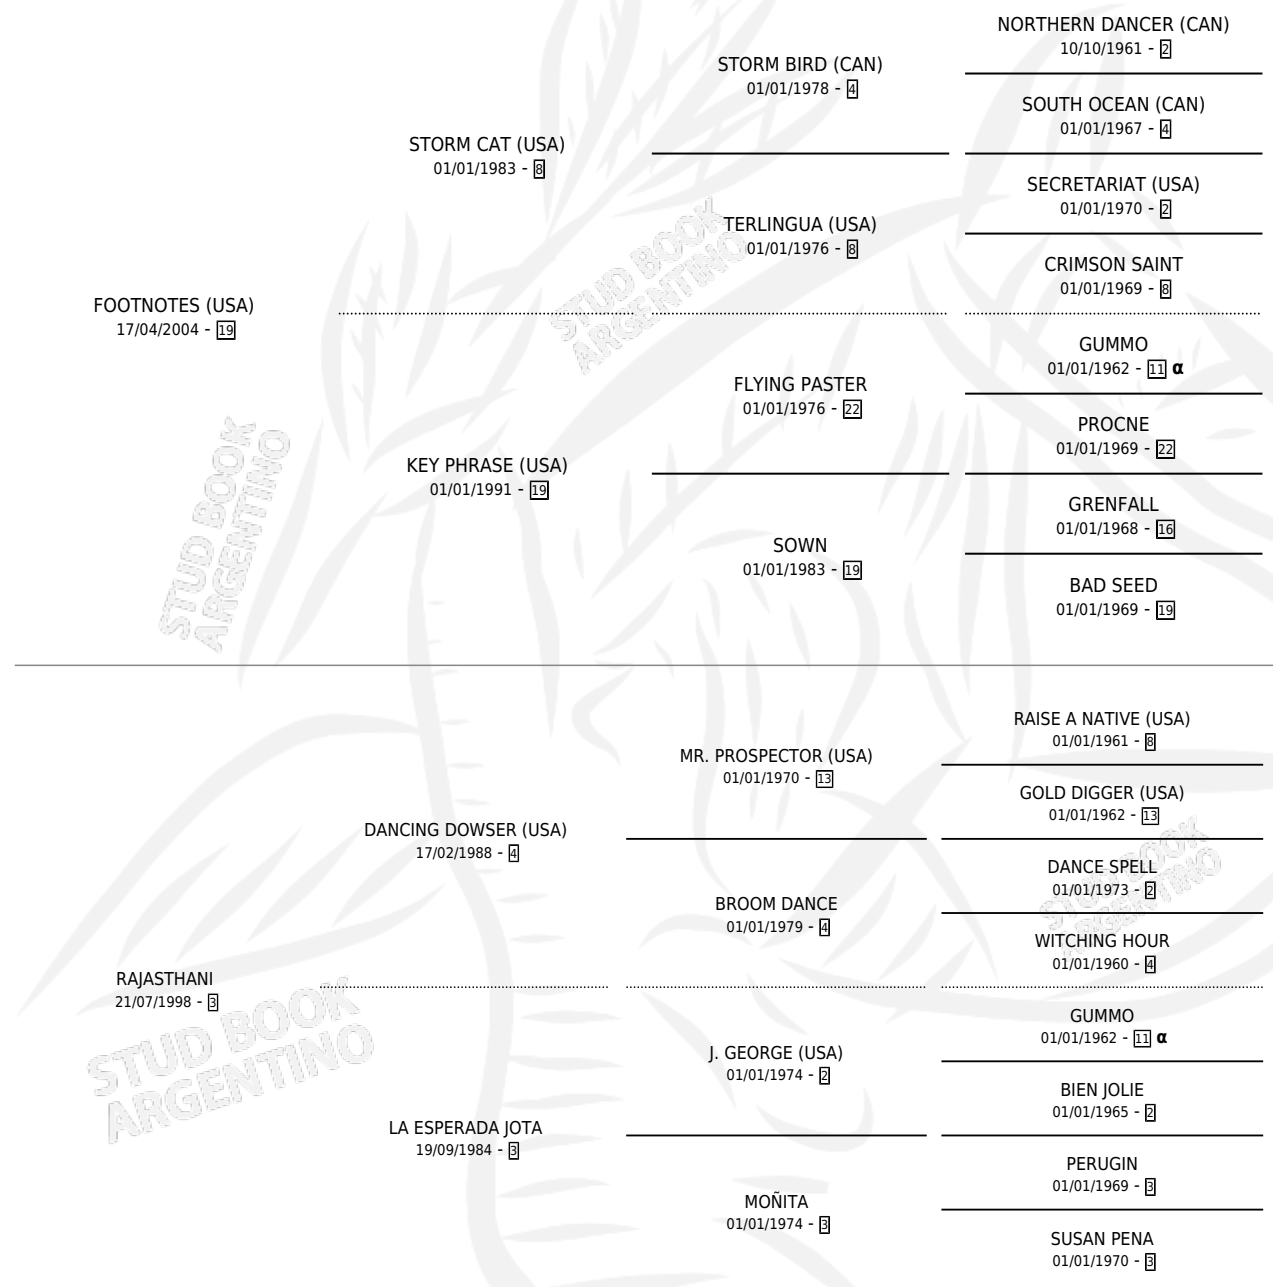 NORTHERN DANCER (CAN)
10/10/1961 - 2
STORM BIRD (CAN)
01/01/1978 - 4
SOUTH OCEAN (CAN)
01/01/1967 - 4
STORM CAT (USA)
01/01/1983 - 8
SECRETARIAT (USA)
01/01/1970 - 2
TERLINGUA (USA)
01/01/1976 - 8
CRIMSON SAINT
01/01/1969 - 8
FOOTNOTES (USA)
17/04/2004 - 19
GUMMO
01/01/1962 - 11 α
FLYING PASTER
01/01/1976 - 22
PROCNE
01/01/1969 - 22
KEY PHRASE (USA)
01/01/1991 - 19
GRENFALL
01/01/1968 - 16
SOWN
01/01/1983 - 19
BAD SEED
01/01/1969 - 19
RAISE A NATIVE (USA)
01/01/1961 - 8
MR. PROSPECTOR (USA)
01/01/1970 - 13
GOLD DIGGER (USA)
01/01/1962 - 13
DANCING DOWSER (USA)
17/02/1988 - 4
DANCE SPELL
01/01/1973 - 2
BROOM DANCE
01/01/1979 - 4
WITCHING HOUR
01/01/1960 - 4
RAJASTHANI
21/07/1998 - 3
GUMMO
01/01/1962 - 11 α
J. GEORGE (USA)
01/01/1974 - 2
BIEN JOLIE
01/01/1965 - 2
LA ESPERADA JOTA
19/09/1984 - 3
PERUGIN
01/01/1969 - 3
MOÑITA
01/01/1974 - 3
SUSAN PENA
01/01/1970 - 3
STUD BOOK
ARGENTINO
STUD BOOK
ARGENTINO
STUD BOOK
ARGENTINO
STUD BOOK
ARGENTINO